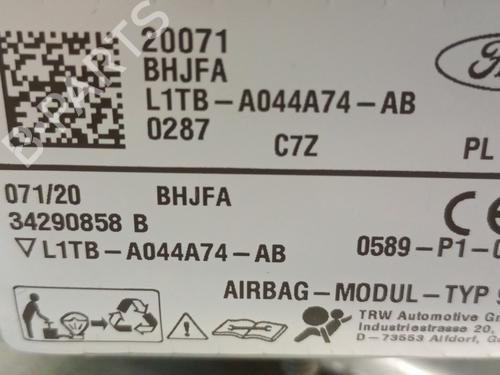 20071
BHJFA
L1TB-A044A74-AB
0287 C7Z PL
071/20 BHJFA
34290858 B
L1TB-A044A74-AB 0589-P1-
AIRBAG-MODUL-TYP
TRW Automotive
Industriestrasse 20,
D-73553 Alfdorf,
B-PARTS